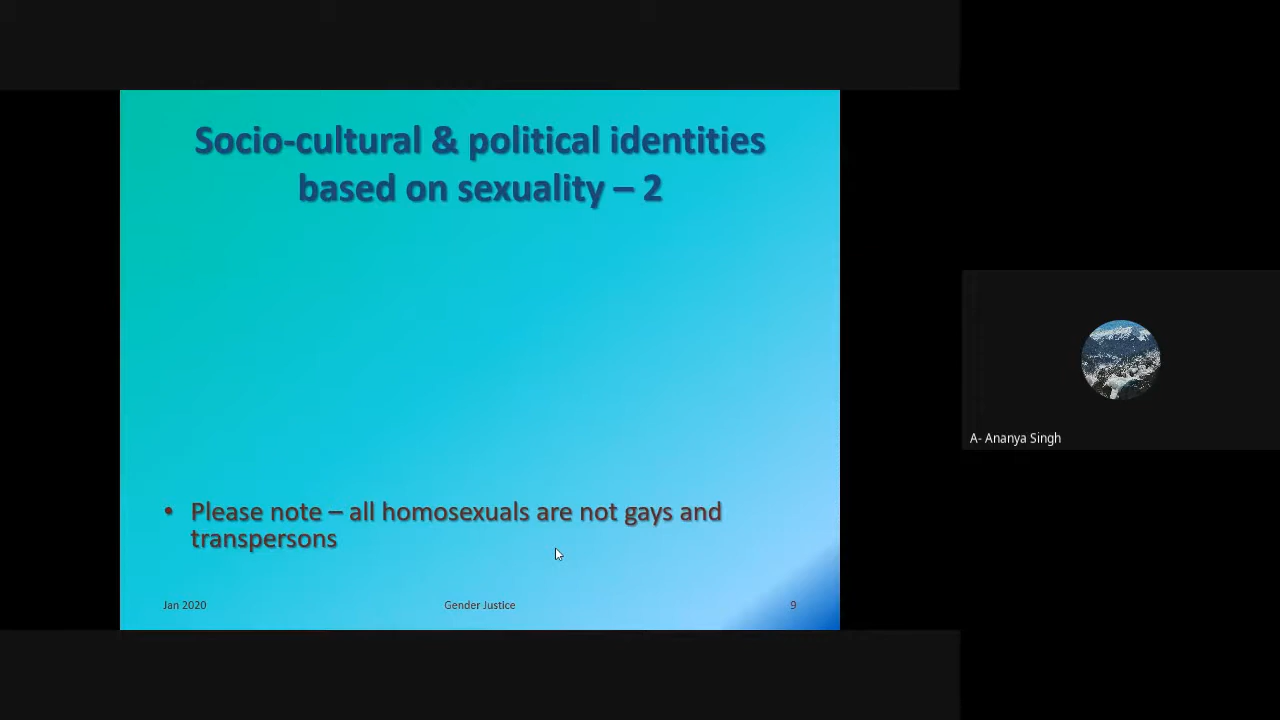 Socio-cultural & political identities
based on sexuality – 2
• Please note – all homosexuals are not gays and
transpersons
Jan 2020
Gender Justice
9
A- Ananya Singh